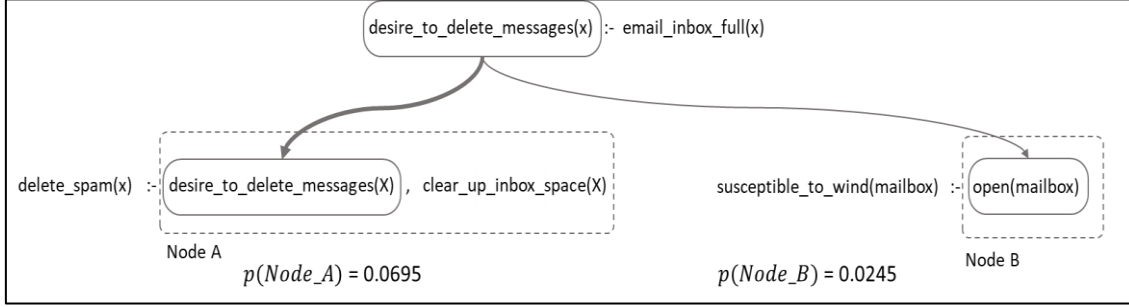 desire_to_delete_messages(x) :- email_inbox_full(x)
delete_spam(x) :- desire_to_delete_messages(X) , clear_up_inbox_space(X)
Node A
p(Node_A) = 0.0695
susceptible_to_wind(mailbox) :- open(mailbox)
Node B
p(Node_B) = 0.0245